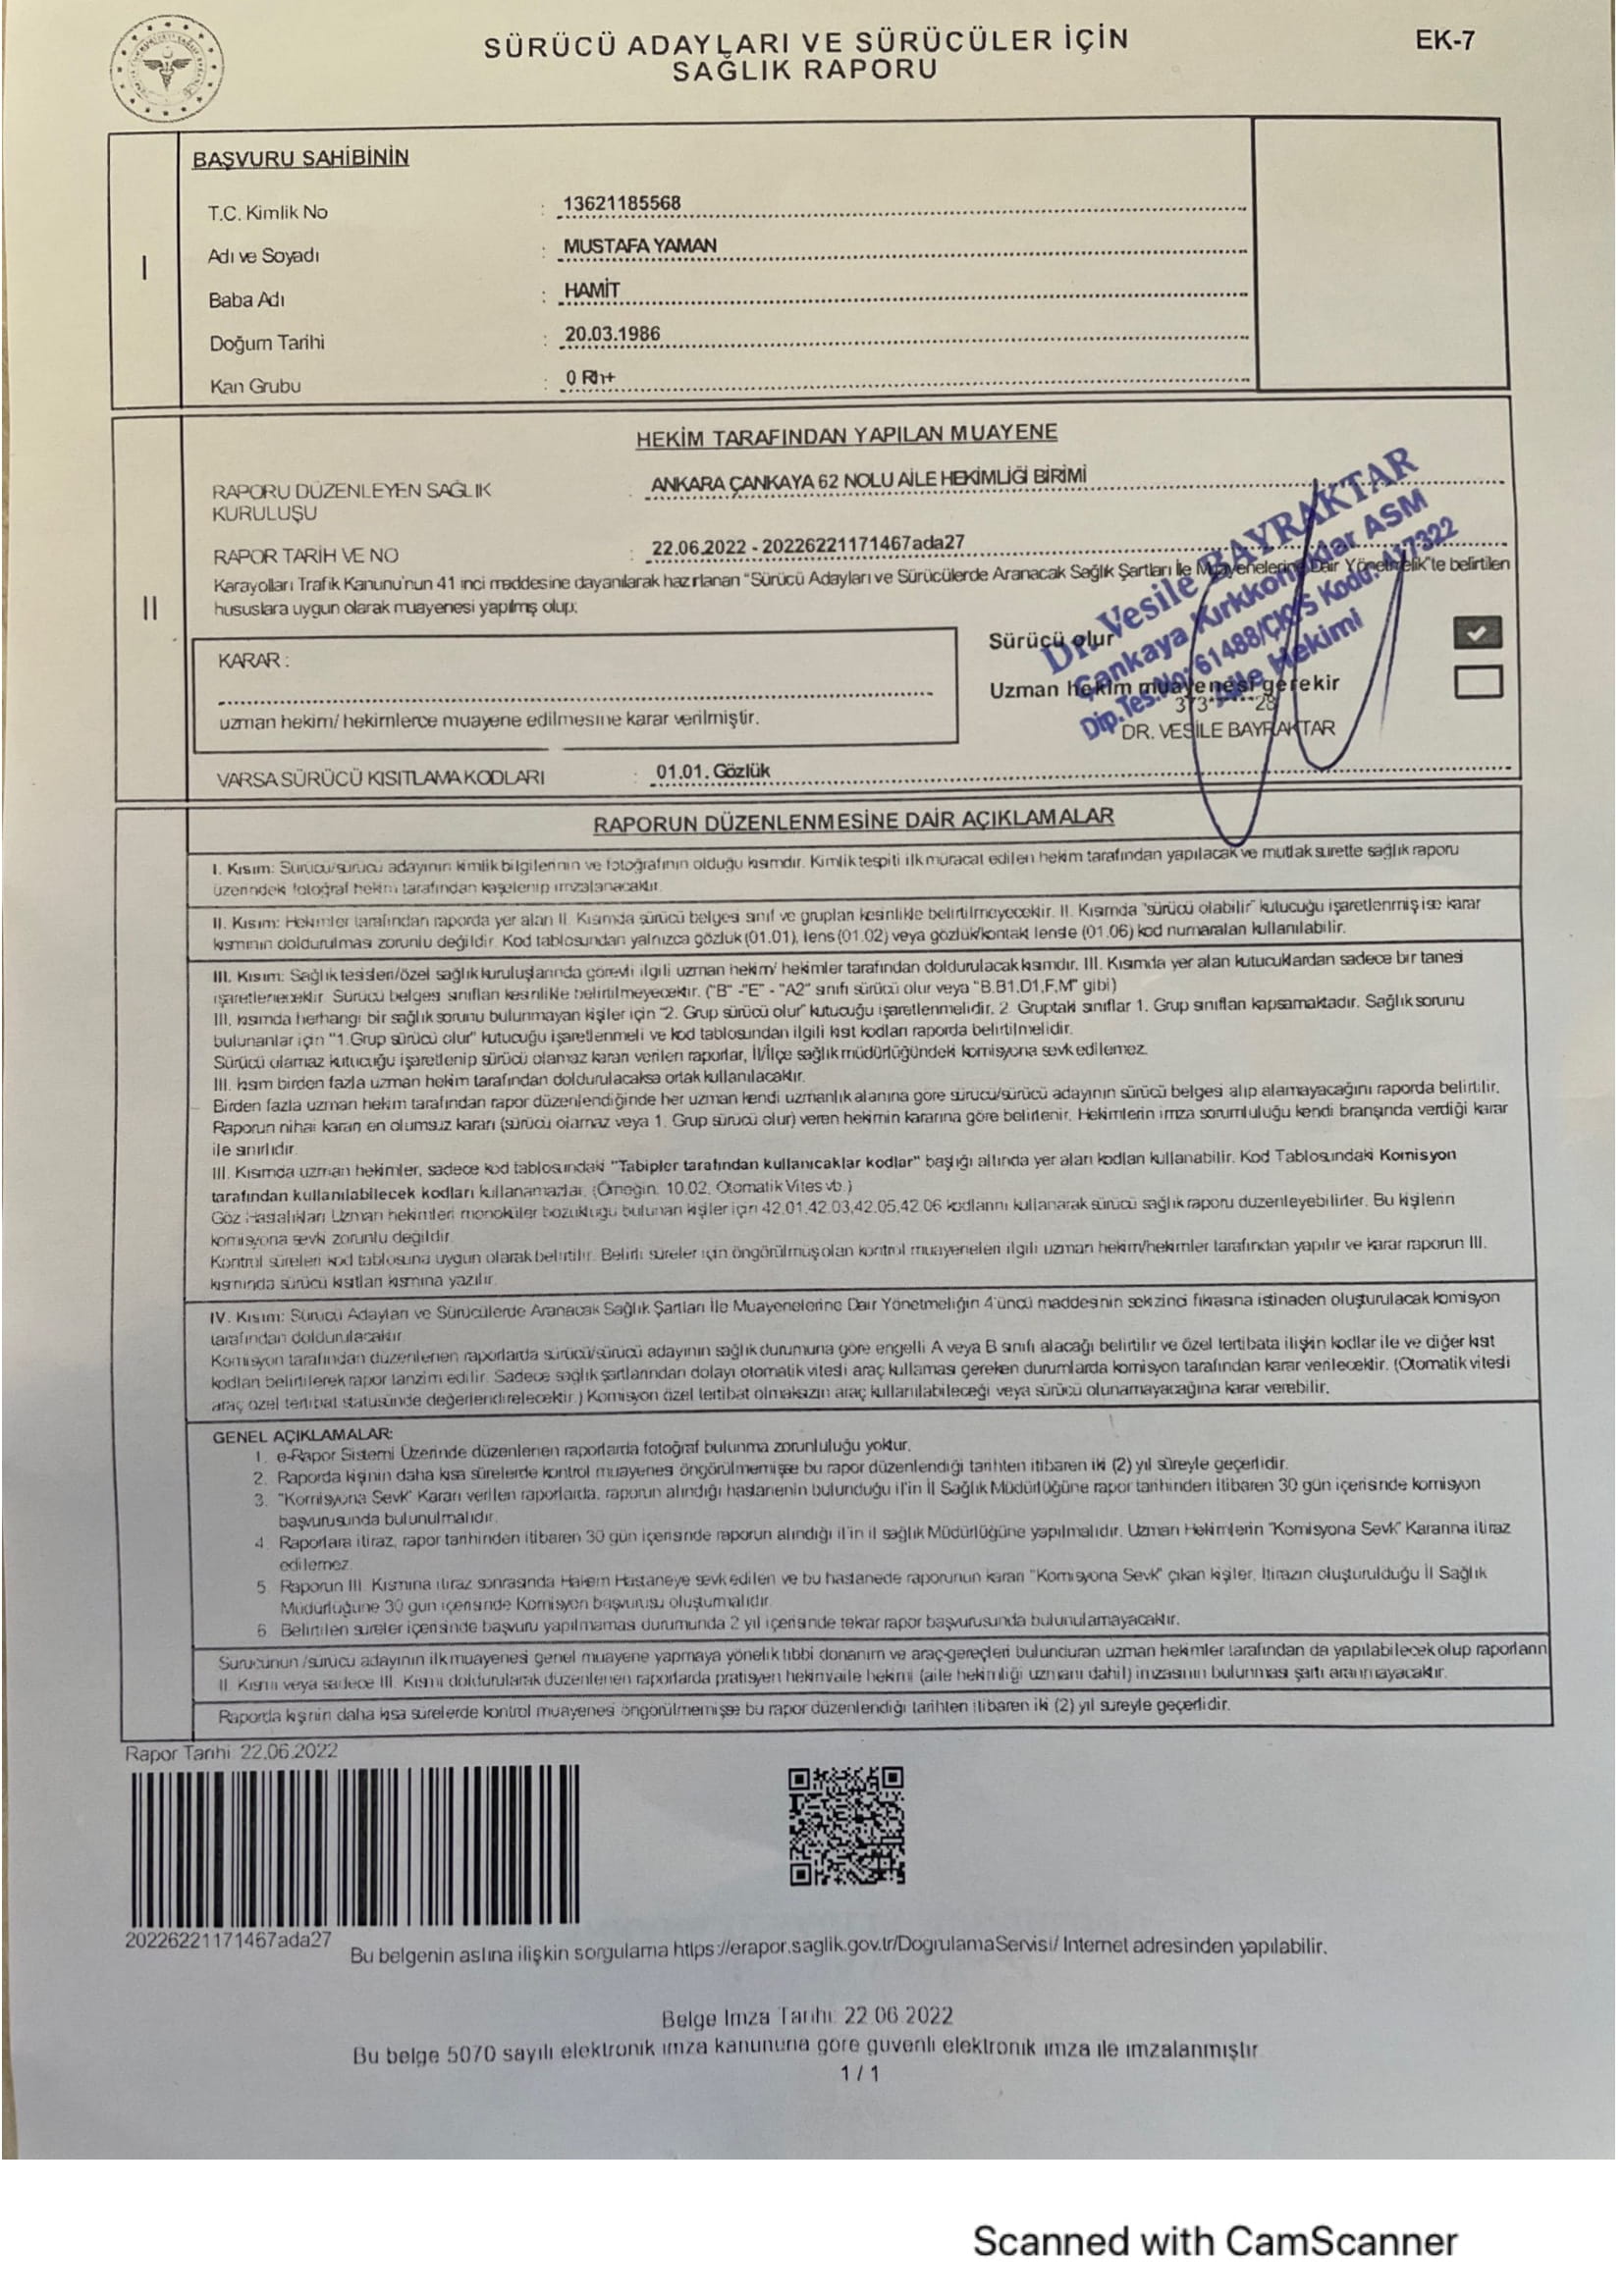 SÜRÜCÜ ADAYLARI VE SÜRÜCÜLER İÇİN
SAĞLIK RAPORU
EK-7
I
BAŞVURU SAHİBİNİN
T.C. Kimlik No : 13621185568
Adı ve Soyadı : MUSTAFA YAMAN
Baba Adı : HAMİT
Doğum Tarihi : 20.03.1986
Kan Grubu : 0 Rh+
II
HEKİM TARAFINDAN YAPILAN MUAYENE
RAPORU DÜZENLEYEN SAĞLIK : ANKARA ÇANKAYA 62 NOLU AİLE HEKİMLİĞİ BİRİMİ
KURULUŞU
RAPOR TARİH VE NO : 22.06.2022 - 20226221171467ada27
Karayolları Trafik Kanunu'nun 41 inci maddesine dayanılarak hazırlanan "Sürücü Adayları ve Sürücülerde Aranacak Sağlık Şartları İle Muayenelerine Dair Yönetmelik"te belirtilen
hususlara uygun olarak muayenesi yapılmış olup;
KARAR :
uzman hekim/ hekimlerce muayene edilmesine karar verilmiştir.
Sürücü olur
Uzman hekim muayenesi gerekir
373******28
DR. VESİLE BAYRAKTAR
Dr. Vesile BAYRAKTAR
Çankaya Kırkkonaklar ASM
Dip.Tes.No: 61488/ÇKYS Kodu: 417322
Aile Hekimi
VARSA SÜRÜCÜ KISITLAMA KODLARI : 01.01. Gözlük
RAPORUN DÜZENLENMESİNE DAİR AÇIKLAMALAR
I. Kısım: Sürücü/sürücü adayının kimlik bilgilerinin ve fotoğrafının olduğu kısımdır. Kimlik tespiti ilk müracat edilen hekim tarafından yapılacak ve mutlak surette sağlık raporu
üzerindek fotoğraf hekim tarafından kaşelenip imzalanacaktır.
II. Kısım: Hekimler tarafından raporda yer alan II. Kısımda sürücü belgesi sınıf ve grupları kesinlikle belirtilmeyecektir. II. Kısımda "sürücü olabilir" kutucuğu işaretlenmiş ise karar
kısmının doldurulması zorunlu değildir. Kod tablosundan yalnızca gözlük (01.01), lens (01.02) veya gözlük/kontak lensle (01.06) kod numaraları kullanılabilir.
III. Kısım: Sağlık tesisleri/özel sağlık kuruluşlarında görevli ilgili uzman hekim/ hekimler tarafından doldurulacak kısımdır. III. Kısımda yer alan kutucuklardan sadece bir tanesi
işaretlenecektir. Sürücü belgesi sınıfları kesinlikle belirtilmeyecektir. ("B" -"E" - "A2" sınıfı sürücü olur veya "B,B1,D1,F,M" gibi)
III. kısımda herhangi bir sağlık sorunu bulunmayan kişiler için "2. Grup sürücü olur" kutucuğu işaretlenmelidir. 2. Gruptaki sınıflar 1. Grup sınıfları kapsamaktadır. Sağlık sorunu
bulunanlar için "1.Grup sürücü olur" kutucuğu işaretlenmeli ve kod tablosundan ilgili kısıt kodları raporda belirtilmelidir.
Sürücü olamaz kutucuğu işaretlenip sürücü olamaz kararı verilen raporlar, İl/İlçe sağlık müdürlüğündeki komisyona sevk edilemez.
III. kısım birden fazla uzman hekim tarafından doldurulacaksa ortak kullanılacaktır.
Birden fazla uzman hekim tarafından rapor düzenlendiğinde her uzman kendi uzmanlık alanına göre sürücü/sürücü adayının sürücü belgesi alıp alamayacağını raporda belirtilir.
Raporun nihai kararı en olumsuz kararı (sürücü olamaz veya 1. Grup sürücü olur) veren hekimin kararına göre belirlenir. Hekimlerin imza sorumluluğu kendi branşında verdiği karar
ile sınırlıdır.
III. Kısımda uzman hekimler, sadece kod tablosundaki "Tabipler tarafından kullanıcaklar kodlar" başlığı altında yer alan kodları kullanabilir. Kod Tablosundaki Komisyon
tarafından kullanılabilecek kodları kullanamazlar. (Örneğin: 10.02. Otomatik Vites vb.)
Göz Hastalıkları Uzman hekimleri monoküler bozukluğu bulunan kişiler için 42.01,42.03,42.05,42.06 kodlarını kullanarak sürücü sağlık raporu düzenleyebilirler. Bu kişilerin
komisyona sevki zorunlu değildir.
Kontrol süreleri kod tablosuna uygun olarak belirtilir. Belirli süreler için öngörülmüş olan kontrol muayeneleri ilgili uzman hekim/hekimler tarafından yapılır ve karar raporun III.
kısmında sürücü kısıtları kısmına yazılır.
IV. Kısım: Sürücü Adayları ve Sürücülerde Aranacak Sağlık Şartları İle Muayenelerine Dair Yönetmeliğin 4'üncü maddesinin sekizinci fıkrasına istinaden oluşturulacak komisyon
tarafından doldurulacaktır.
Komisyon tarafından düzenlenen raporlarda sürücü/sürücü adayının sağlık durumuna göre engelli A veya B sınıfı alacağı belirtilir ve özel tertibata ilişkin kodlar ile ve diğer kısıt
kodları belirtilerek rapor tanzim edilir. Sadece sağlık şartlarından dolayı otomatik vitesli araç kullaması gereken durumlarda komisyon tarafından karar verilecektir. (Otomatik vitesli
araç özel tertibat statüsünde değerlendirelecektir.) Komisyon özel tertibat olmaksızın araç kullanılabileceği veya sürücü olunamayacağına karar verebilir.
GENEL AÇIKLAMALAR:
1. e-Rapor Sistemi Üzerinde düzenlenen raporlarda fotoğraf bulunma zorunluluğu yoktur.
2. Raporda kişinin daha kısa sürelerde kontrol muayenesi öngörülmemişse bu rapor düzenlendiği tarihten itibaren iki (2) yıl süreyle geçerlidir.
3. "Komisyona Sevk" Kararı verilen raporlarda, raporun alındığı hastanenin bulunduğu il'in İl Sağlık Müdürlüğüne rapor tarihinden itibaren 30 gün içerisinde komisyon
başvurusunda bulunulmalıdır.
4. Raporlara itiraz, rapor tarihinden itibaren 30 gün içerisinde raporun alındığı il'in il sağlık Müdürlüğüne yapılmalıdır. Uzman Hekimlerin "Komisyona Sevk" Kararına itiraz
edilemez.
5. Raporun III. Kısmına itiraz sonrasında Hakem Hastaneye sevk edilen ve bu hastanede raporunun kararı "Komisyona Sevk" çıkan kişiler, İtirazın oluşturulduğu İl Sağlık
Müdürlüğüne 30 gün içerisinde Komisyon başvurusu oluşturmalıdır.
6. Belirtilen süreler içerisinde başvuru yapılmaması durumunda 2 yıl içerisinde tekrar rapor başvurusunda bulunulamayacaktır.
Sürücünün /sürücü adayının ilk muayenesi genel muayene yapmaya yönelik tıbbi donanım ve araç-gereçleri bulunduran uzman hekimler tarafından da yapılabilecek olup raporların
II. Kısmı veya sadece III. Kısmı doldurularak düzenlenen raporlarda pratisyen hekim/aile hekimi (aile hekimliği uzmanı dahil) imzasının bulunması şartı aranmayacaktır.
Raporda kişinin daha kısa sürelerde kontrol muayenesi öngörülmemişse bu rapor düzenlendiği tarihten itibaren iki (2) yıl süreyle geçerlidir.
Rapor Tarihi: 22.06.2022
20226221171467ada27
Bu belgenin aslına ilişkin sorgulama https://erapor.saglik.gov.tr/DogrulamaServisi/ Internet adresinden yapılabilir.
Belge İmza Tarihi: 22.06.2022
Bu belge 5070 sayılı elektronik imza kanununa göre güvenli elektronik imza ile imzalanmıştır
1 / 1
Scanned with CamScanner